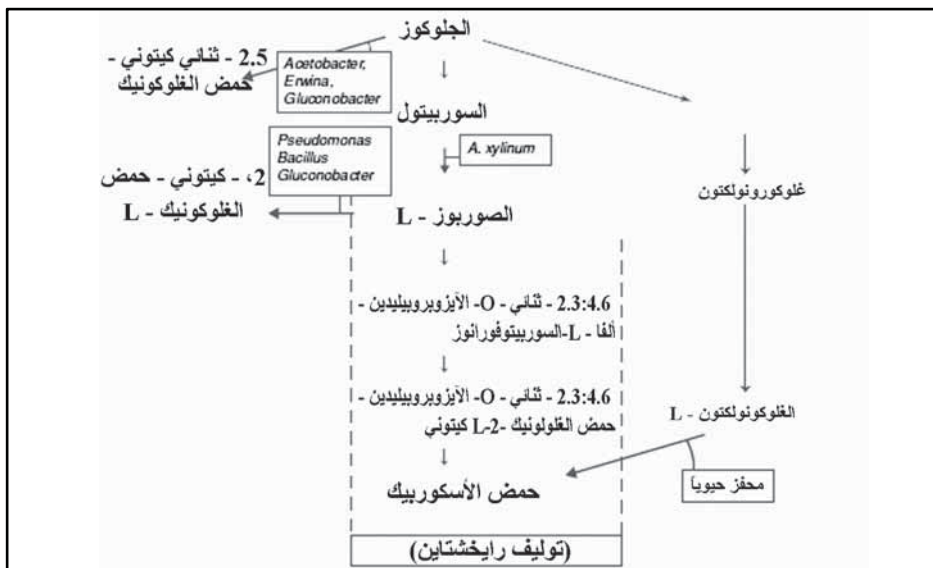 الجلوكوز
2.5 - ثنائي كيتوني -
حمض الغلوكونيك
Acetobacter,
Erwina,
Gluconobacter
السوربيتول
Pseudomonas
Bacillus
Gluconobacter
A. xylinum
2، - كيتوني - حمض
الغلوكونيك - L
غلوكورونولكتون
الصوربوز - L
2.3:4.6 - ثنائي - O- الآيزوبروبيليدين -
ألفا - L-السوربيتوفورانوز
2.3:4.6 - ثنائي - O- الآيزوبروبيليدين -
حمض الغلولونيك -2-L كيتوني
الغلوكونولكتون - L
محفز حيوياً
حمض الأسكوربيك
(توليف رايخشتاين)